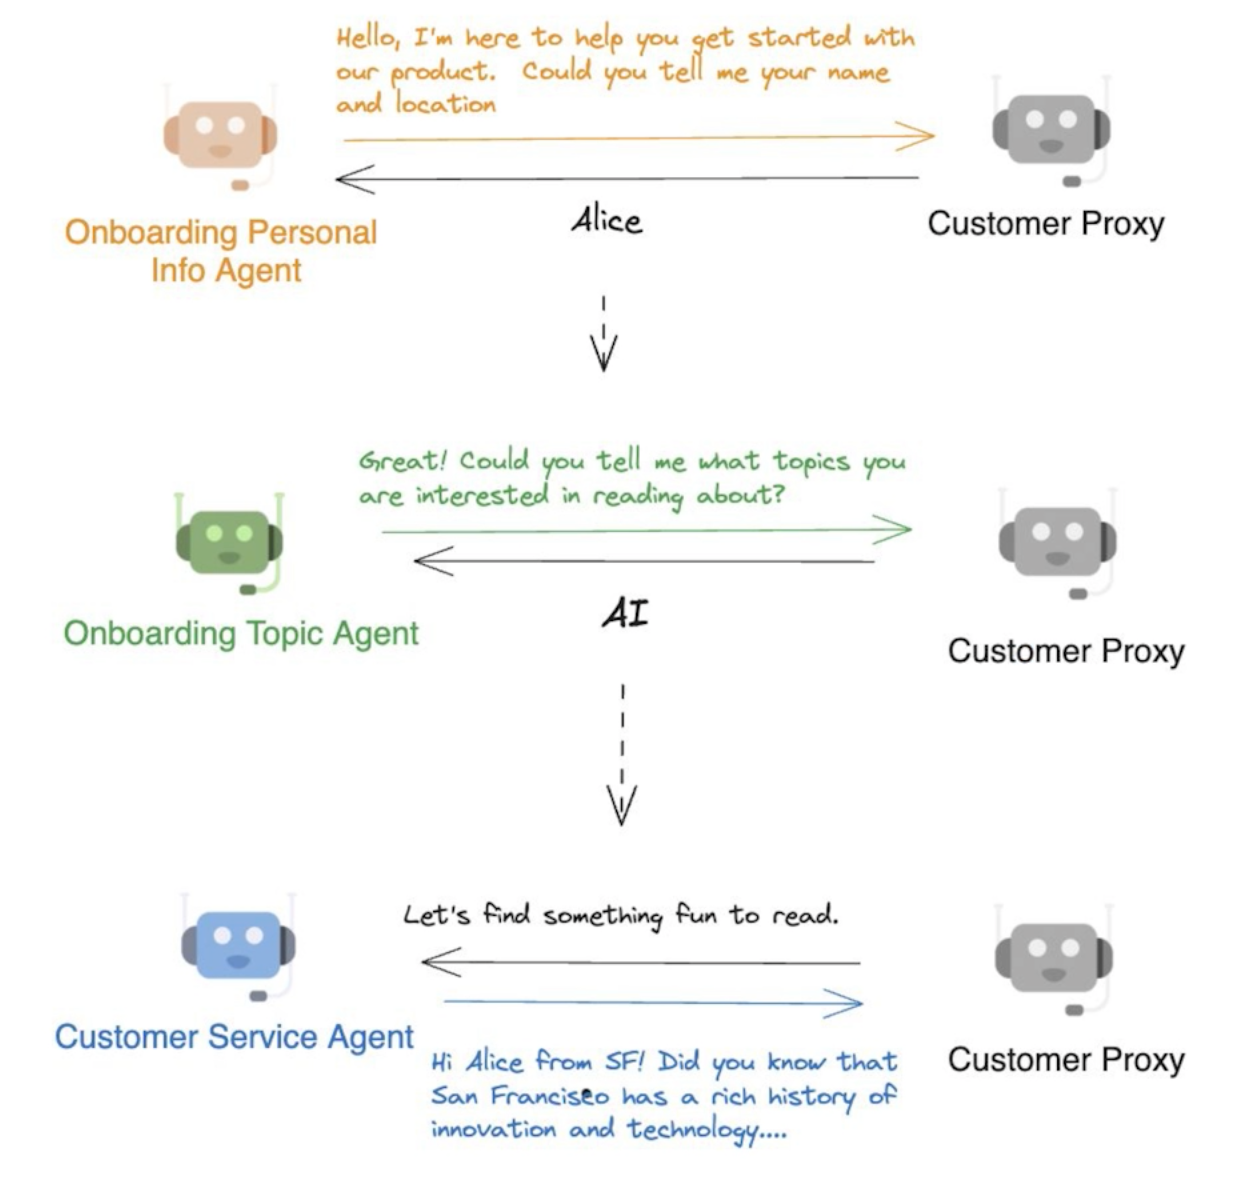 Hello, I'm here to help you get started with
our product. Could you tell me your name
and location
Alice
Onboarding Personal
Info Agent
Customer Proxy
Great! Could you tell me what topics you
are interested in reading about?
AI
Onboarding Topic Agent
Customer Proxy
Let's find something fun to read.
Customer Service Agent
Hi Alice from SF! Did you know that
San Francisco has a rich history of
innovation and technology....
Customer Proxy